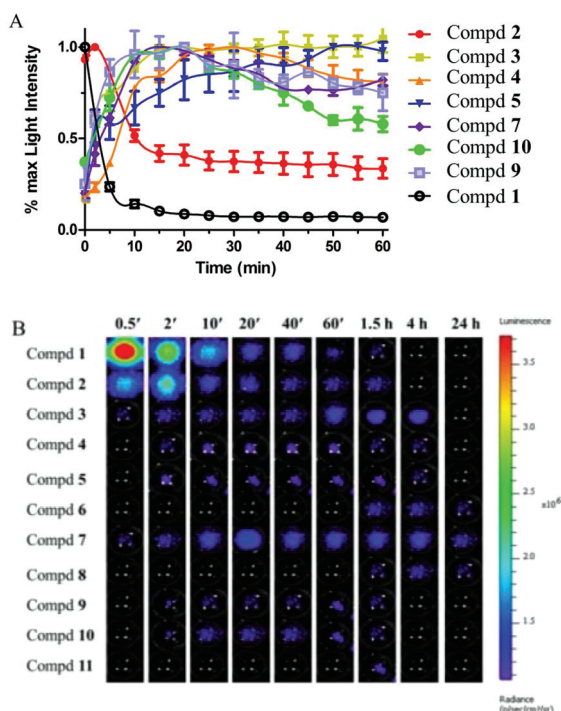 A
% max Light Intensity
1.0
0.5
0.0
0 10 20 30 40 50 60
Time (min)
Compd 2
Compd 3
Compd 4
Compd 5
Compd 7
Compd 10
Compd 9
Compd 1
B
0.5′ 2′ 10′ 20′ 40′ 60′ 1.5 h 4 h 24 h
Compd 1
Compd 2
Compd 3
Compd 4
Compd 5
Compd 6
Compd 7
Compd 8
Compd 9
Compd 10
Compd 11
Luminescence
3.5
3.0
2.5
x10⁶
2.0
1.5
Radiance
(p/sec/cm²/sr)